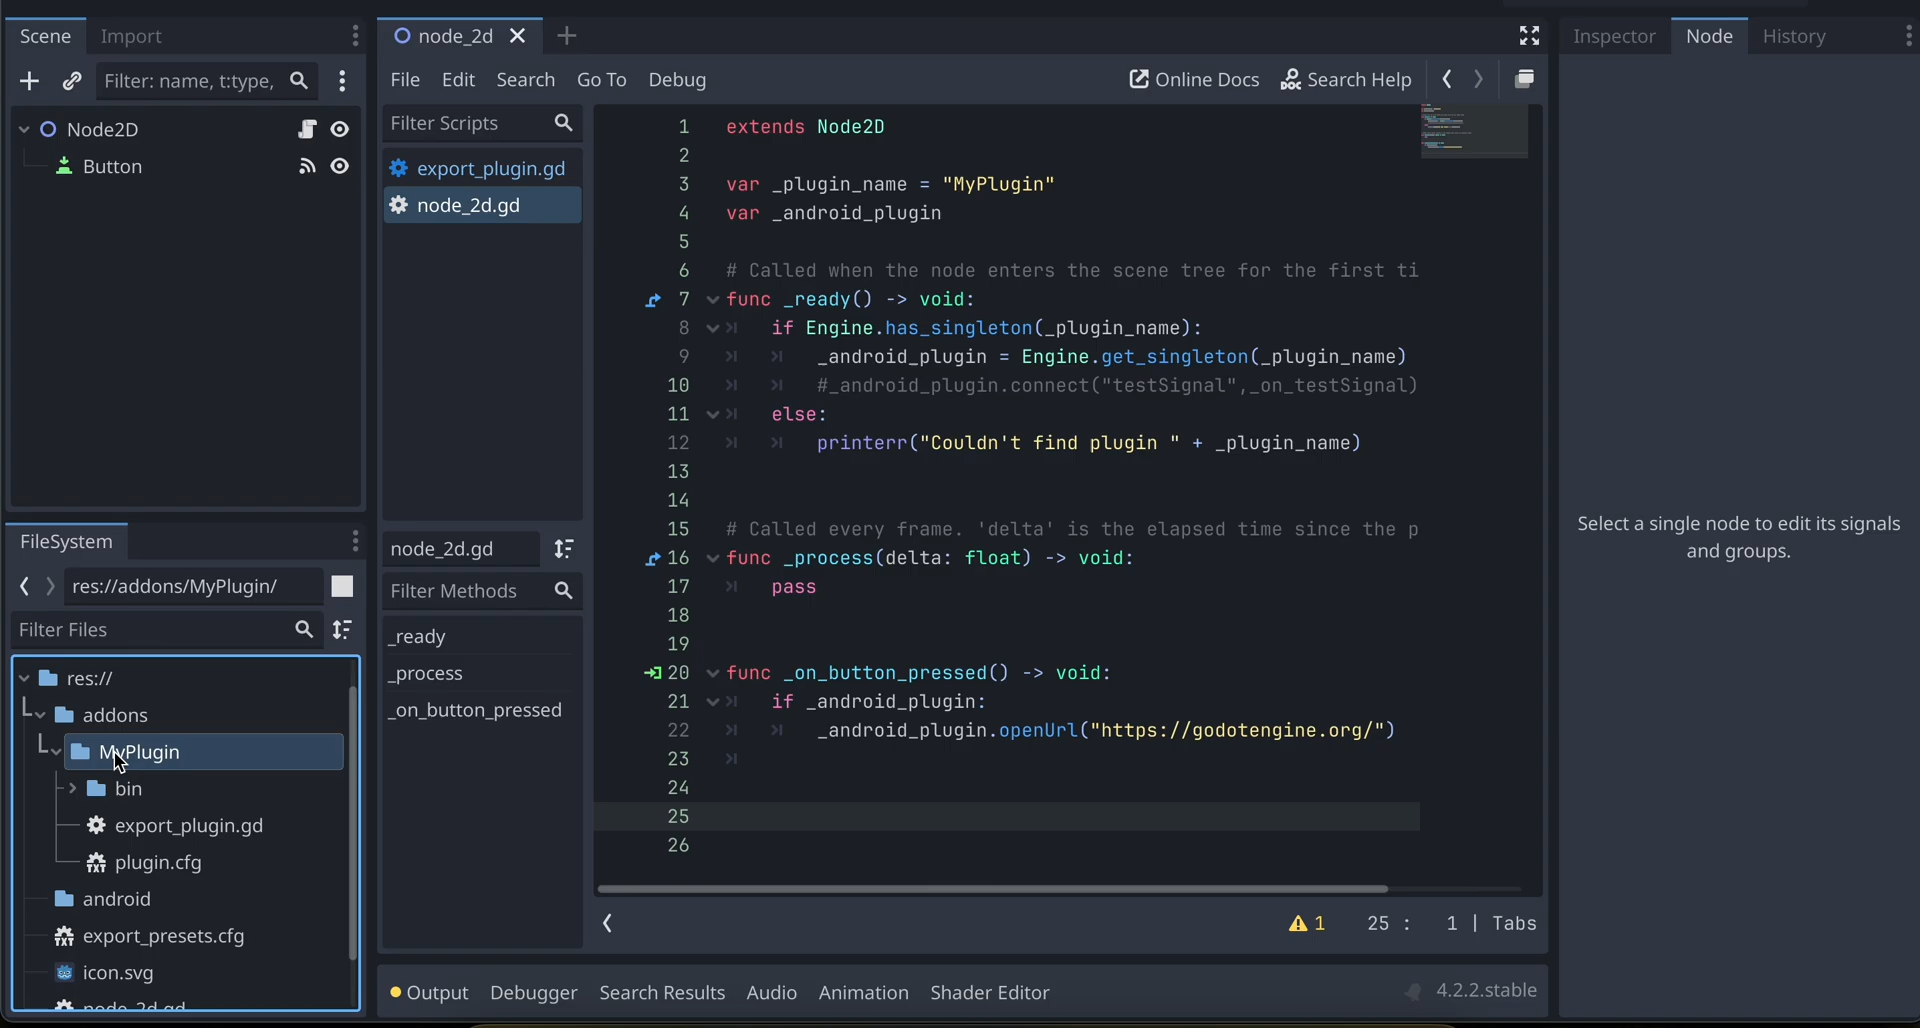 Scene
Import
Filter: name, t:type,
Node2D
Button
FileSystem
res://addons/MyPlugin/
Filter Files
res://
addons
MyPlugin
bin
export_plugin.gd
plugin.cfg
android
export_presets.cfg
icon.svg
node_2d.gd
node_2d
File Edit Search Go To Debug
Online Docs
Search Help
Filter Scripts
export_plugin.gd
node_2d.gd
node_2d.gd
Filter Methods
_ready
_process
_on_button_pressed
1 extends Node2D
2
3 var _plugin_name = "MyPlugin"
4 var _android_plugin
5
6 # Called when the node enters the scene tree for the first ti
7 func _ready() -> void:
8 if Engine.has_singleton(_plugin_name):
9 _android_plugin = Engine.get_singleton(_plugin_name)
10 #_android_plugin.connect("testSignal",_on_testSignal)
11 else:
12 printerr("Couldn't find plugin " + _plugin_name)
13
14
15 # Called every frame. 'delta' is the elapsed time since the p
16 func _process(delta: float) -> void:
17 pass
18
19
20 func _on_button_pressed() -> void:
21 if _android_plugin:
22 _android_plugin.openUrl("https://godotengine.org/")
23
24
25
26
1 25 : 1 | Tabs
Output Debugger Search Results Audio Animation Shader Editor
4.2.2.stable
Inspector
Node
History
Select a single node to edit its signals
and groups.